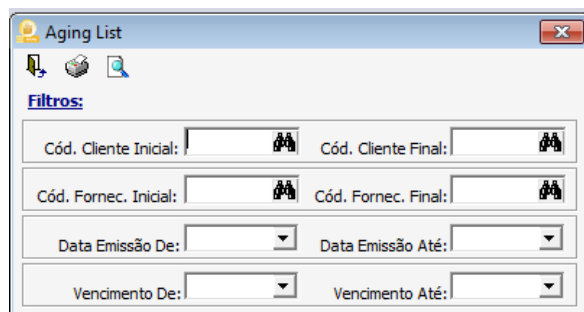 Aging List
Filtros:
Cód. Cliente Inicial: Cód. Cliente Final:
Cód. Fornec. Inicial: Cód. Fornec. Final:
Data Emissão De: Data Emissão Até:
Vencimento De: Vencimento Até: